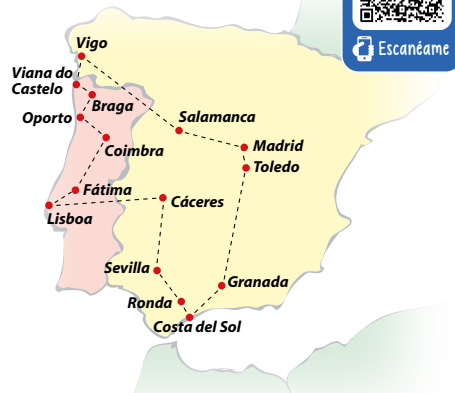 Escanéame
Vigo
Viana do
Castelo
Braga
Oporto
Salamanca
Coimbra
Madrid
Toledo
Fátima
Cáceres
Lisboa
Sevilla
Granada
Ronda
Costa del Sol